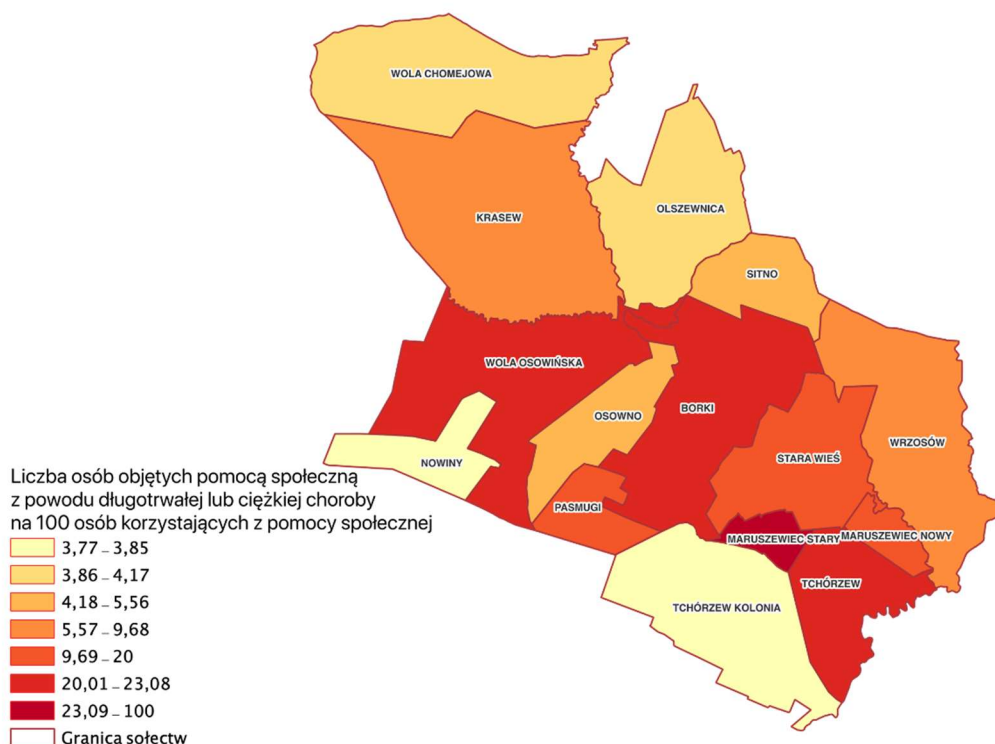 WOLA CHOMEJOWA
KRASEW
OLSZEWNICA
SITNO
WOLA OSOWIŃSKA
OSOWNO
BORKI
WRZOSÓW
NOWINY
STARA WIEŚ
PASMUGI
MARUSZEWIEC STARY
MARUSZEWIEC NOWY
TCHÓRZEW
TCHÓRZEW KOLONIA
Liczba osób objętych pomocą społeczną
z powodu długotrwałej lub ciężkiej choroby
na 100 osób korzystających z pomocy społecznej
3,77 – 3,85
3,86 – 4,17
4,18 – 5,56
5,57 – 9,68
9,69 – 20
20,01 – 23,08
23,09 – 100
Granica sołectw